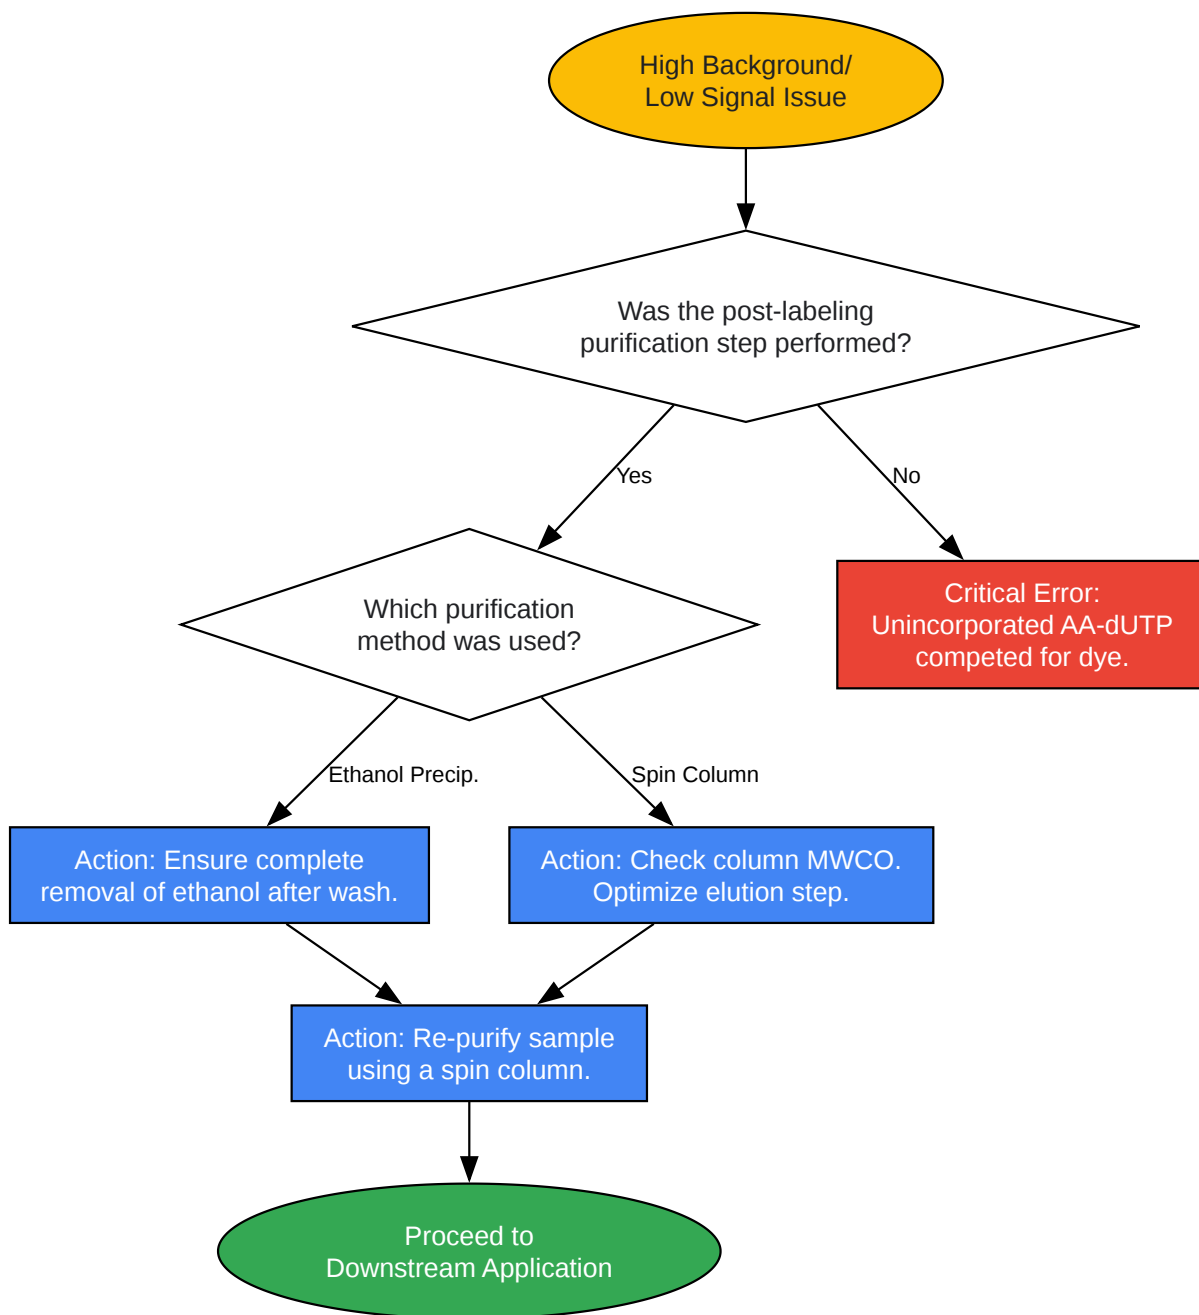 High Background/
Low Signal Issue
Was the post-labeling
purification step performed?
Yes
No
Which purification
method was used?
Critical Error:
Unincorporated AA-dUTP
competed for dye.
Ethanol Precip.
Spin Column
Action: Ensure complete
removal of ethanol after wash.
Action: Check column MWCO.
Optimize elution step.
Action: Re-purify sample
using a spin column.
Proceed to
Downstream Application